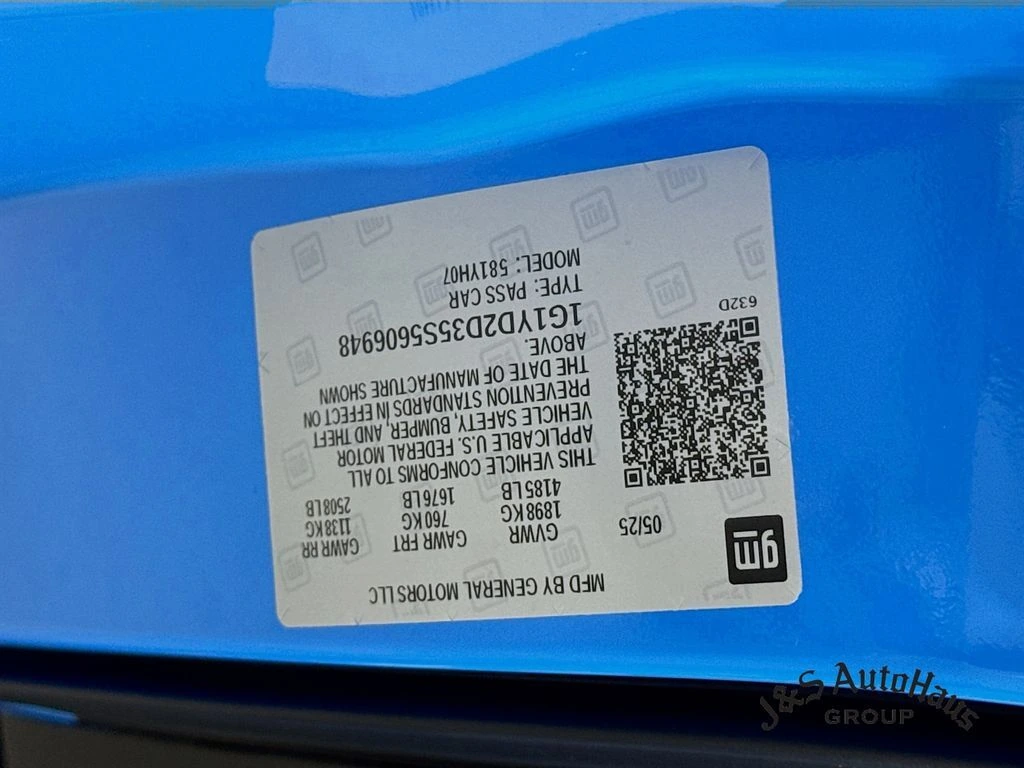 MFD BY GENERAL MOTORS LLC
gm
05/25
GVWR GAWR FRT GAWR RR
1898 KG 760 KG 1138 KG
4185 LB 1676 LB 2508 LB
THIS VEHICLE CONFORMS TO ALL
APPLICABLE U.S. FEDERAL MOTOR
VEHICLE SAFETY, BUMPER, AND THEFT
PREVENTION STANDARDS IN EFFECT ON
THE DATE OF MANUFACTURE SHOWN
ABOVE.
1G1YD2D35S5606948
TYPE: PASS CAR
MODEL: 581YH07
632D
J&S AutoHaus
GROUP